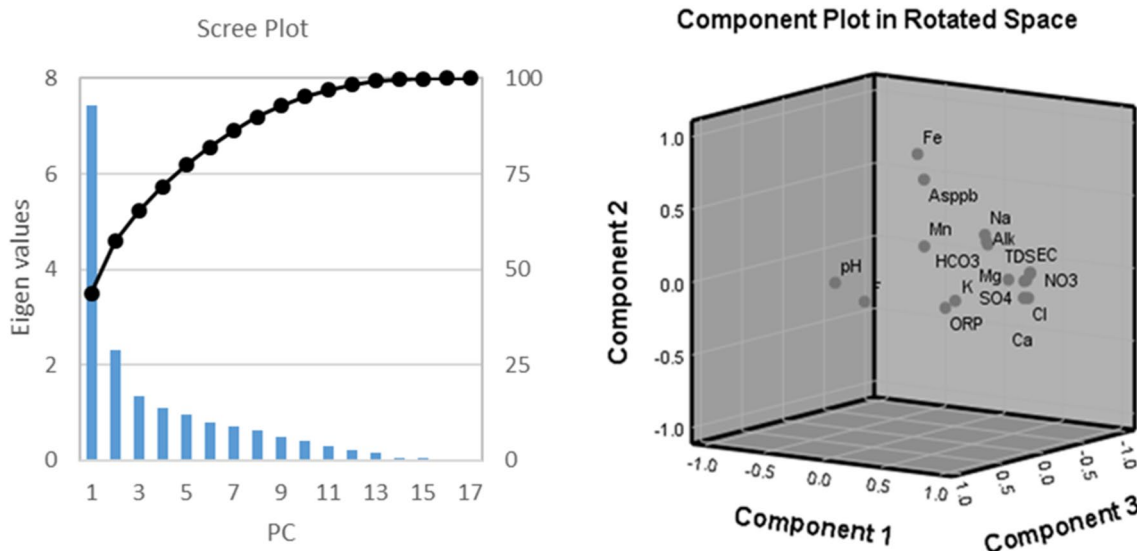 Scree Plot
8
6
4
2
0
100
75
50
25
0
Eigen values
1 3 5 7 9 11 13 15 17
PC
Component Plot in Rotated Space
Component 2
1.0
0.5
0.0
-0.5
-1.0
Fe
Asppb
Na
Mn
Alk
HCO3
TDS
EC
pH
F
K
Mg
NO3
SO4
ORP
Cl
Ca
-1.0 -0.5 0.0 0.5 1.0
Component 1
1.0 0.5 0.0 -0.5 -1.0
Component 3